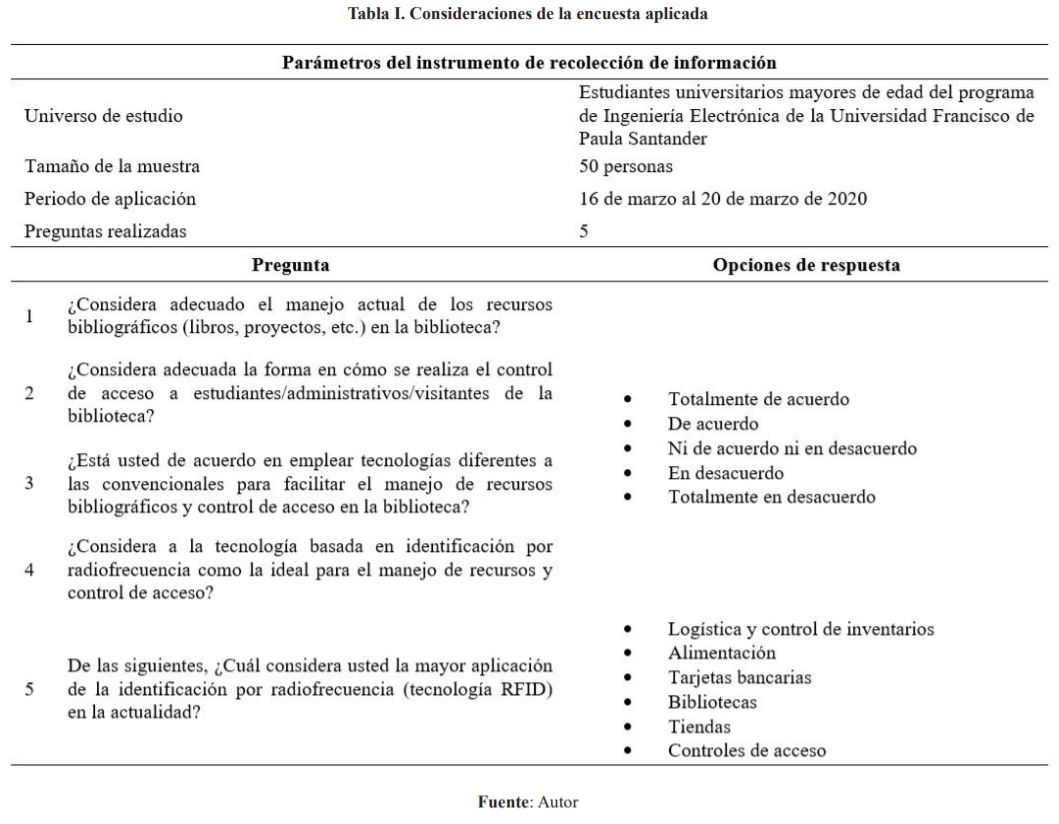 Tabla I. Consideraciones de la encuesta aplicada
Parámetros del instrumento de recolección de información
Universo de estudio
Estudiantes universitarios mayores de edad del programa
de Ingeniería Electrónica de la Universidad Francisco de
Paula Santander
Tamaño de la muestra
50 personas
Periodo de aplicación
16 de marzo al 20 de marzo de 2020
Preguntas realizadas
5
Pregunta
Opciones de respuesta
1
¿Considera adecuado el manejo actual de los recursos
bibliográficos (libros, proyectos, etc.) en la biblioteca?
2
¿Considera adecuada la forma en cómo se realiza el control
de acceso a estudiantes/administrativos/visitantes de la
biblioteca?
3
¿Está usted de acuerdo en emplear tecnologías diferentes a
las convencionales para facilitar el manejo de recursos
bibliográficos y control de acceso en la biblioteca?
4
¿Considera a la tecnología basada en identificación por
radiofrecuencia como la ideal para el manejo de recursos y
control de acceso?
• Totalmente de acuerdo
• De acuerdo
• Ni de acuerdo ni en desacuerdo
• En desacuerdo
• Totalmente en desacuerdo
5
De las siguientes, ¿Cuál considera usted la mayor aplicación
de la identificación por radiofrecuencia (tecnología RFID)
en la actualidad?
• Logística y control de inventarios
• Alimentación
• Tarjetas bancarias
• Bibliotecas
• Tiendas
• Controles de acceso
Fuente: Autor